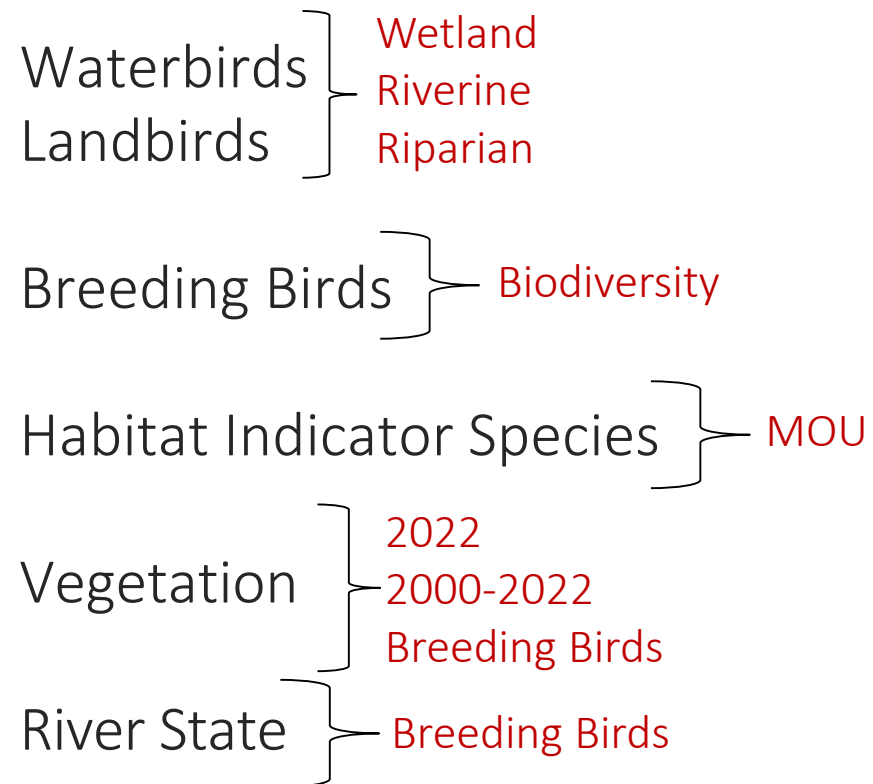 Waterbirds
Landbirds
Wetland
Riverine
Riparian
Breeding Birds
Biodiversity
Habitat Indicator Species
MOU
Vegetation
2022
2000-2022
Breeding Birds
River State
Breeding Birds